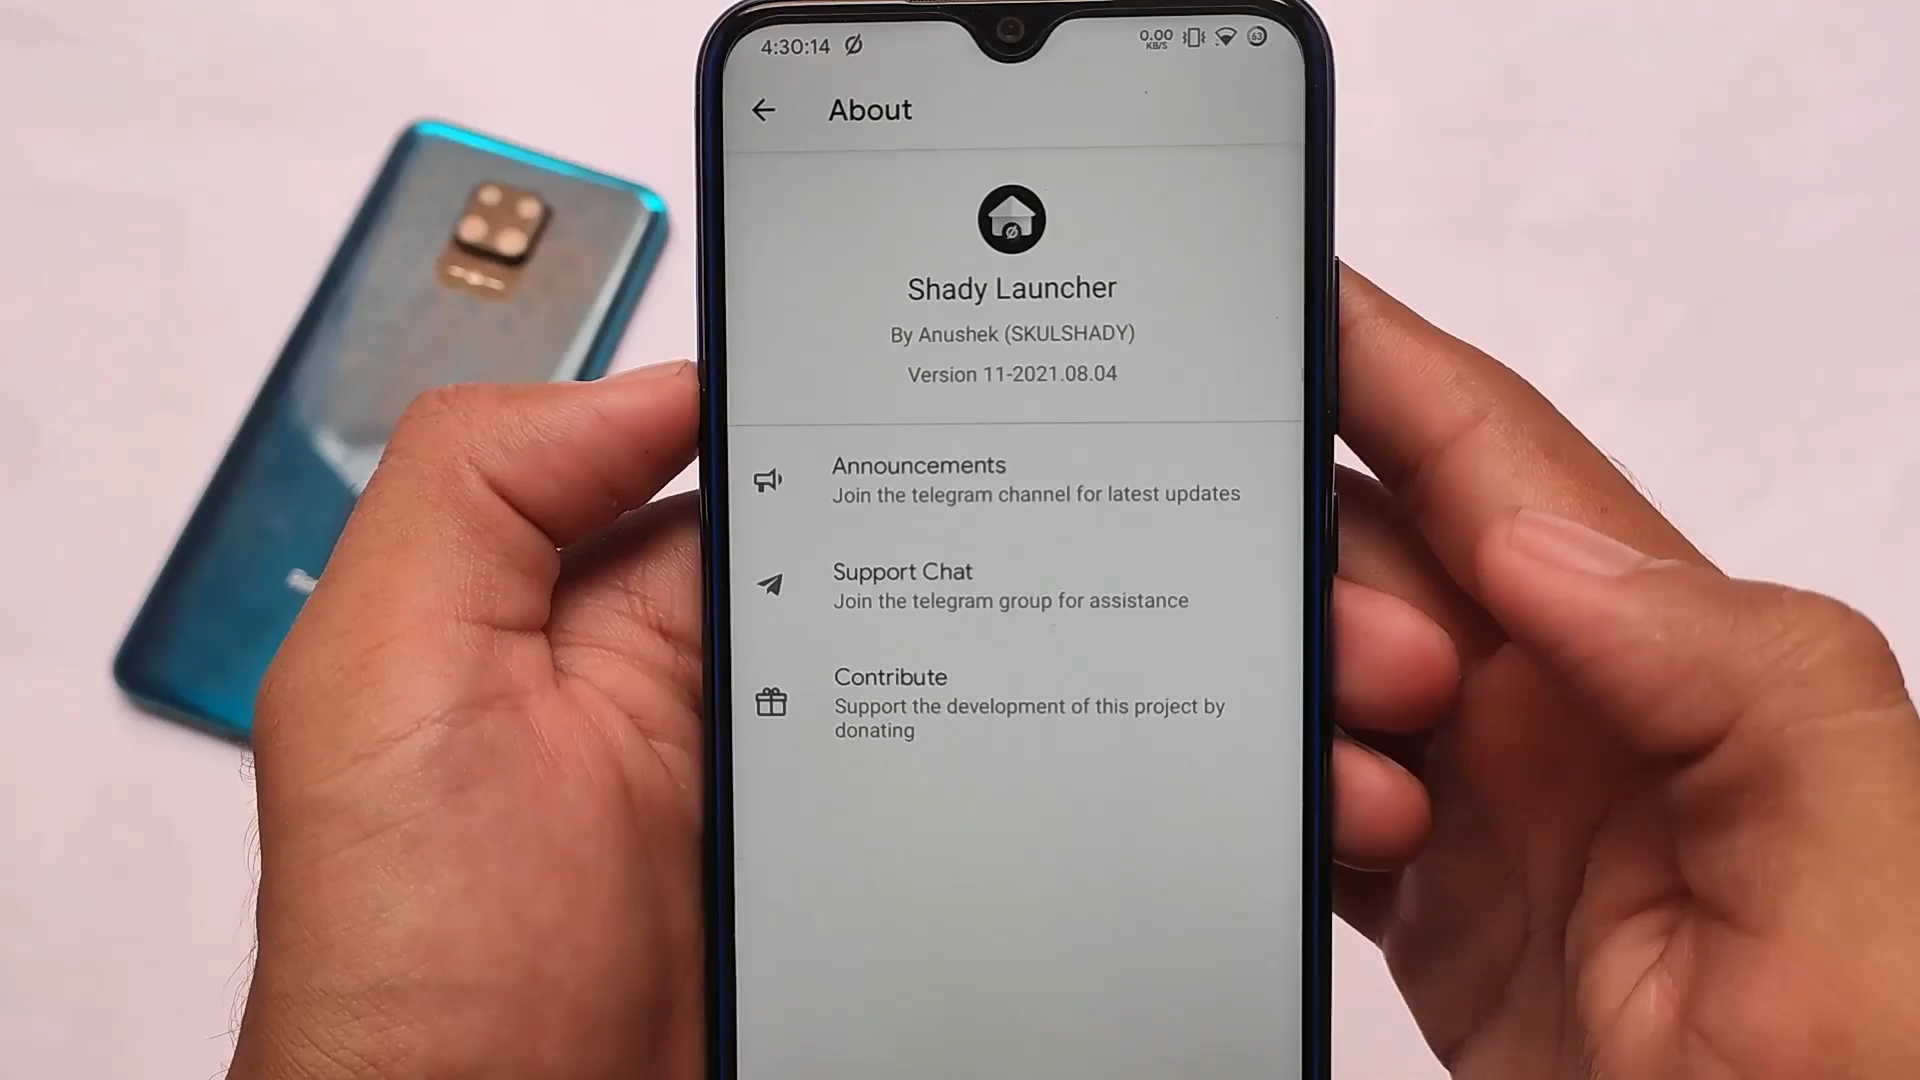 4:30:14
0.00
KB/S
63
About
Shady Launcher
By Anushek (SKULSHADY)
Version 11-2021.08.04
Announcements
Join the telegram channel for latest updates
Support Chat
Join the telegram group for assistance
Contribute
Support the development of this project by
donating